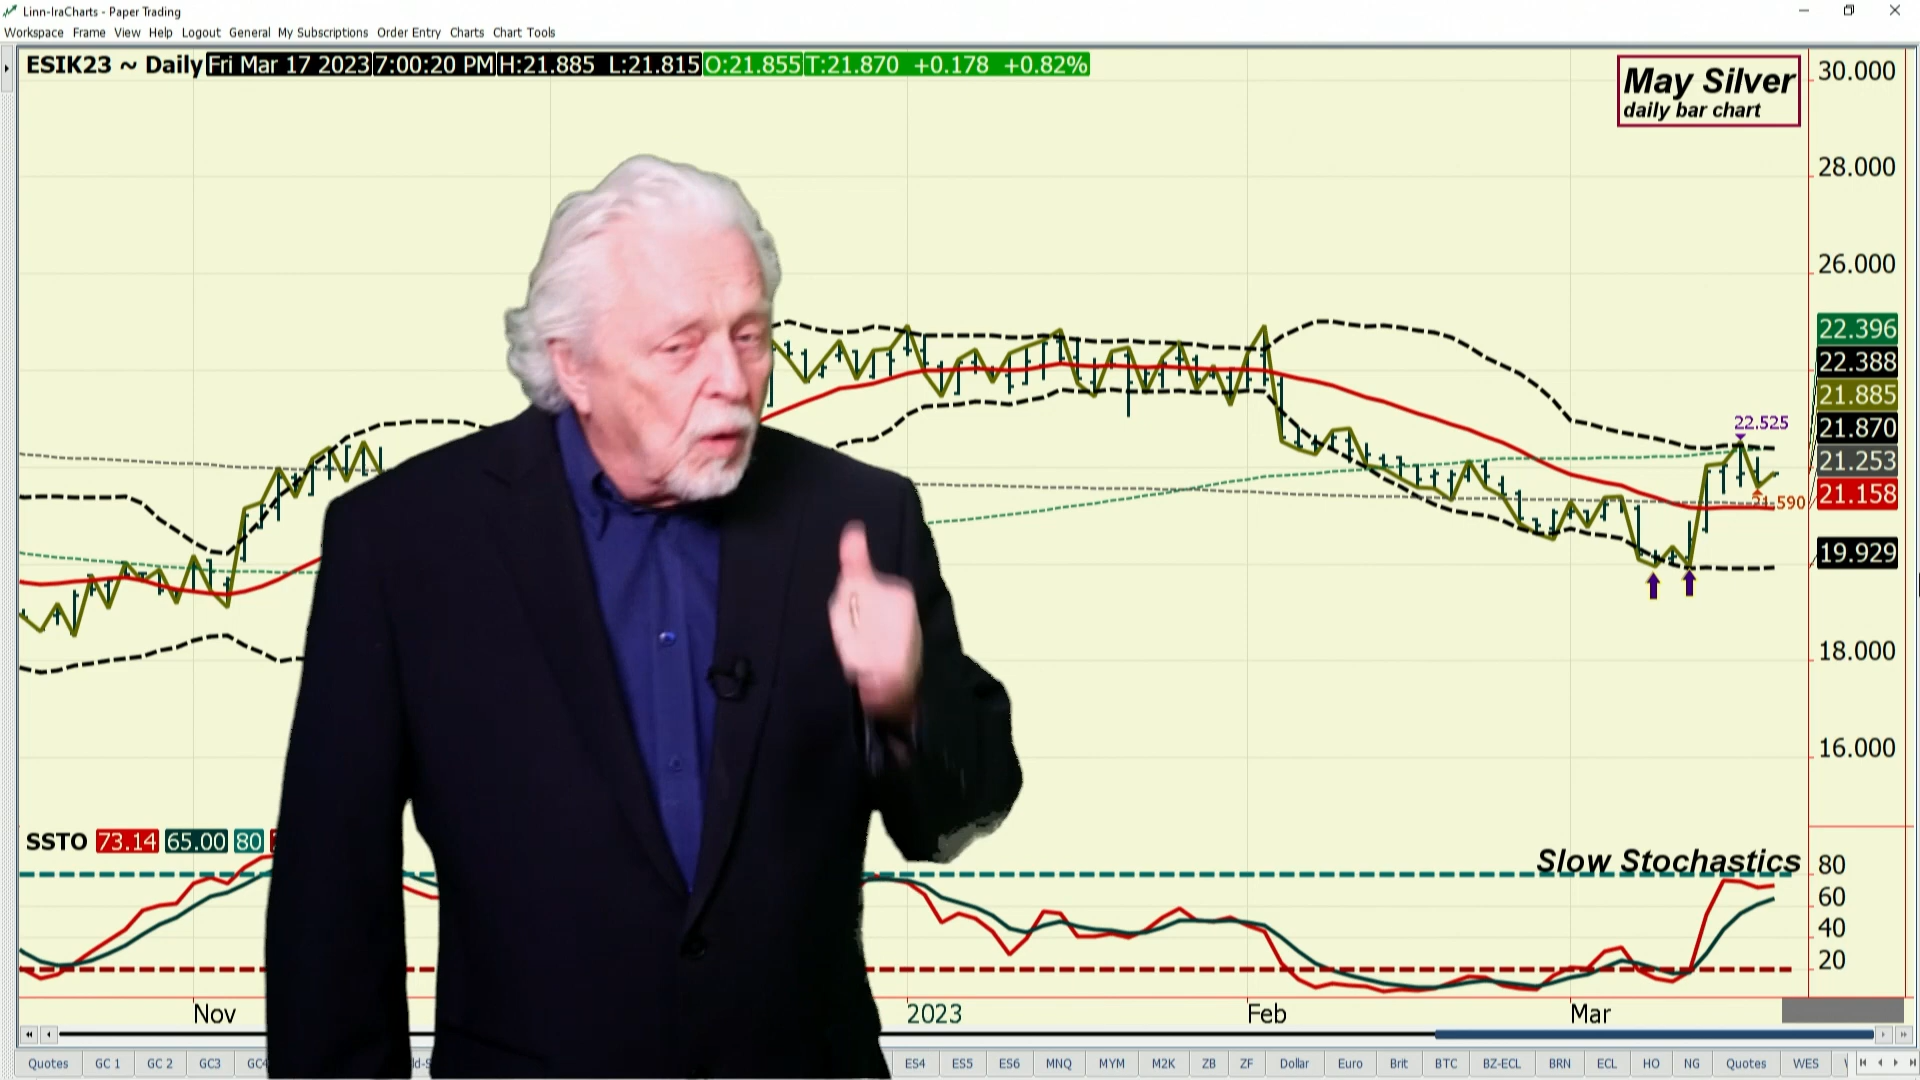 Linn-IraCharts - Paper Trading
Workspace Frame View Help Logout General My Subscriptions Order Entry Charts Chart Tools
ESIK23 ~ Daily Fri Mar 17 2023 7:00:20 PM H:21.885 L:21.815 O:21.855 T:21.870 +0.178 +0.82%
May Silver
daily bar chart
30.000
28.000
26.000
22.396
22.388
21.885
22.525
21.870
21.253
21.158
21.590
19.929
18.000
16.000
SSTO 73.14 65.00 80
Slow Stochastics
80
60
40
20
Nov 2023 Feb Mar
Quotes GC 1 GC 2 GC3 GC4 ES4 ES5 ES6 MNQ MYM M2K ZB ZF Dollar Euro Brit BTC BZ-ECL BRN ECL HO NG Quotes WES